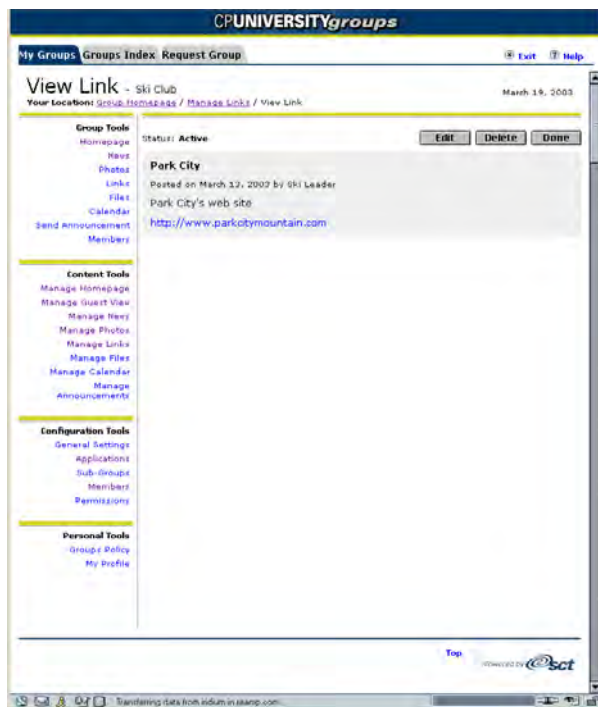 CPUNIVERSITYgroups
My Groups Groups Index Request Group Exit Help
View Link - Ski Club March 19, 2003
Your Location: Group Homepage / Manage Links / View Link
Group Tools
Homepage
News
Photos
Links
Files
Calendar
Send Announcement
Members
Content Tools
Manage Homepage
Manage Guest View
Manage News
Manage Photos
Manage Links
Manage Files
Manage Calendar
Manage
Announcements
Configuration Tools
General Settings
Applications
Sub-Groups
Members
Permissions
Personal Tools
Groups Policy
My Profile
Status: Active Edit Delete Done
Park City
Posted on March 12, 2003 by Ski Leader
Park City's web site
http://www.parkcitymountain.com
Top
POWERED BY sct
Transferring data from